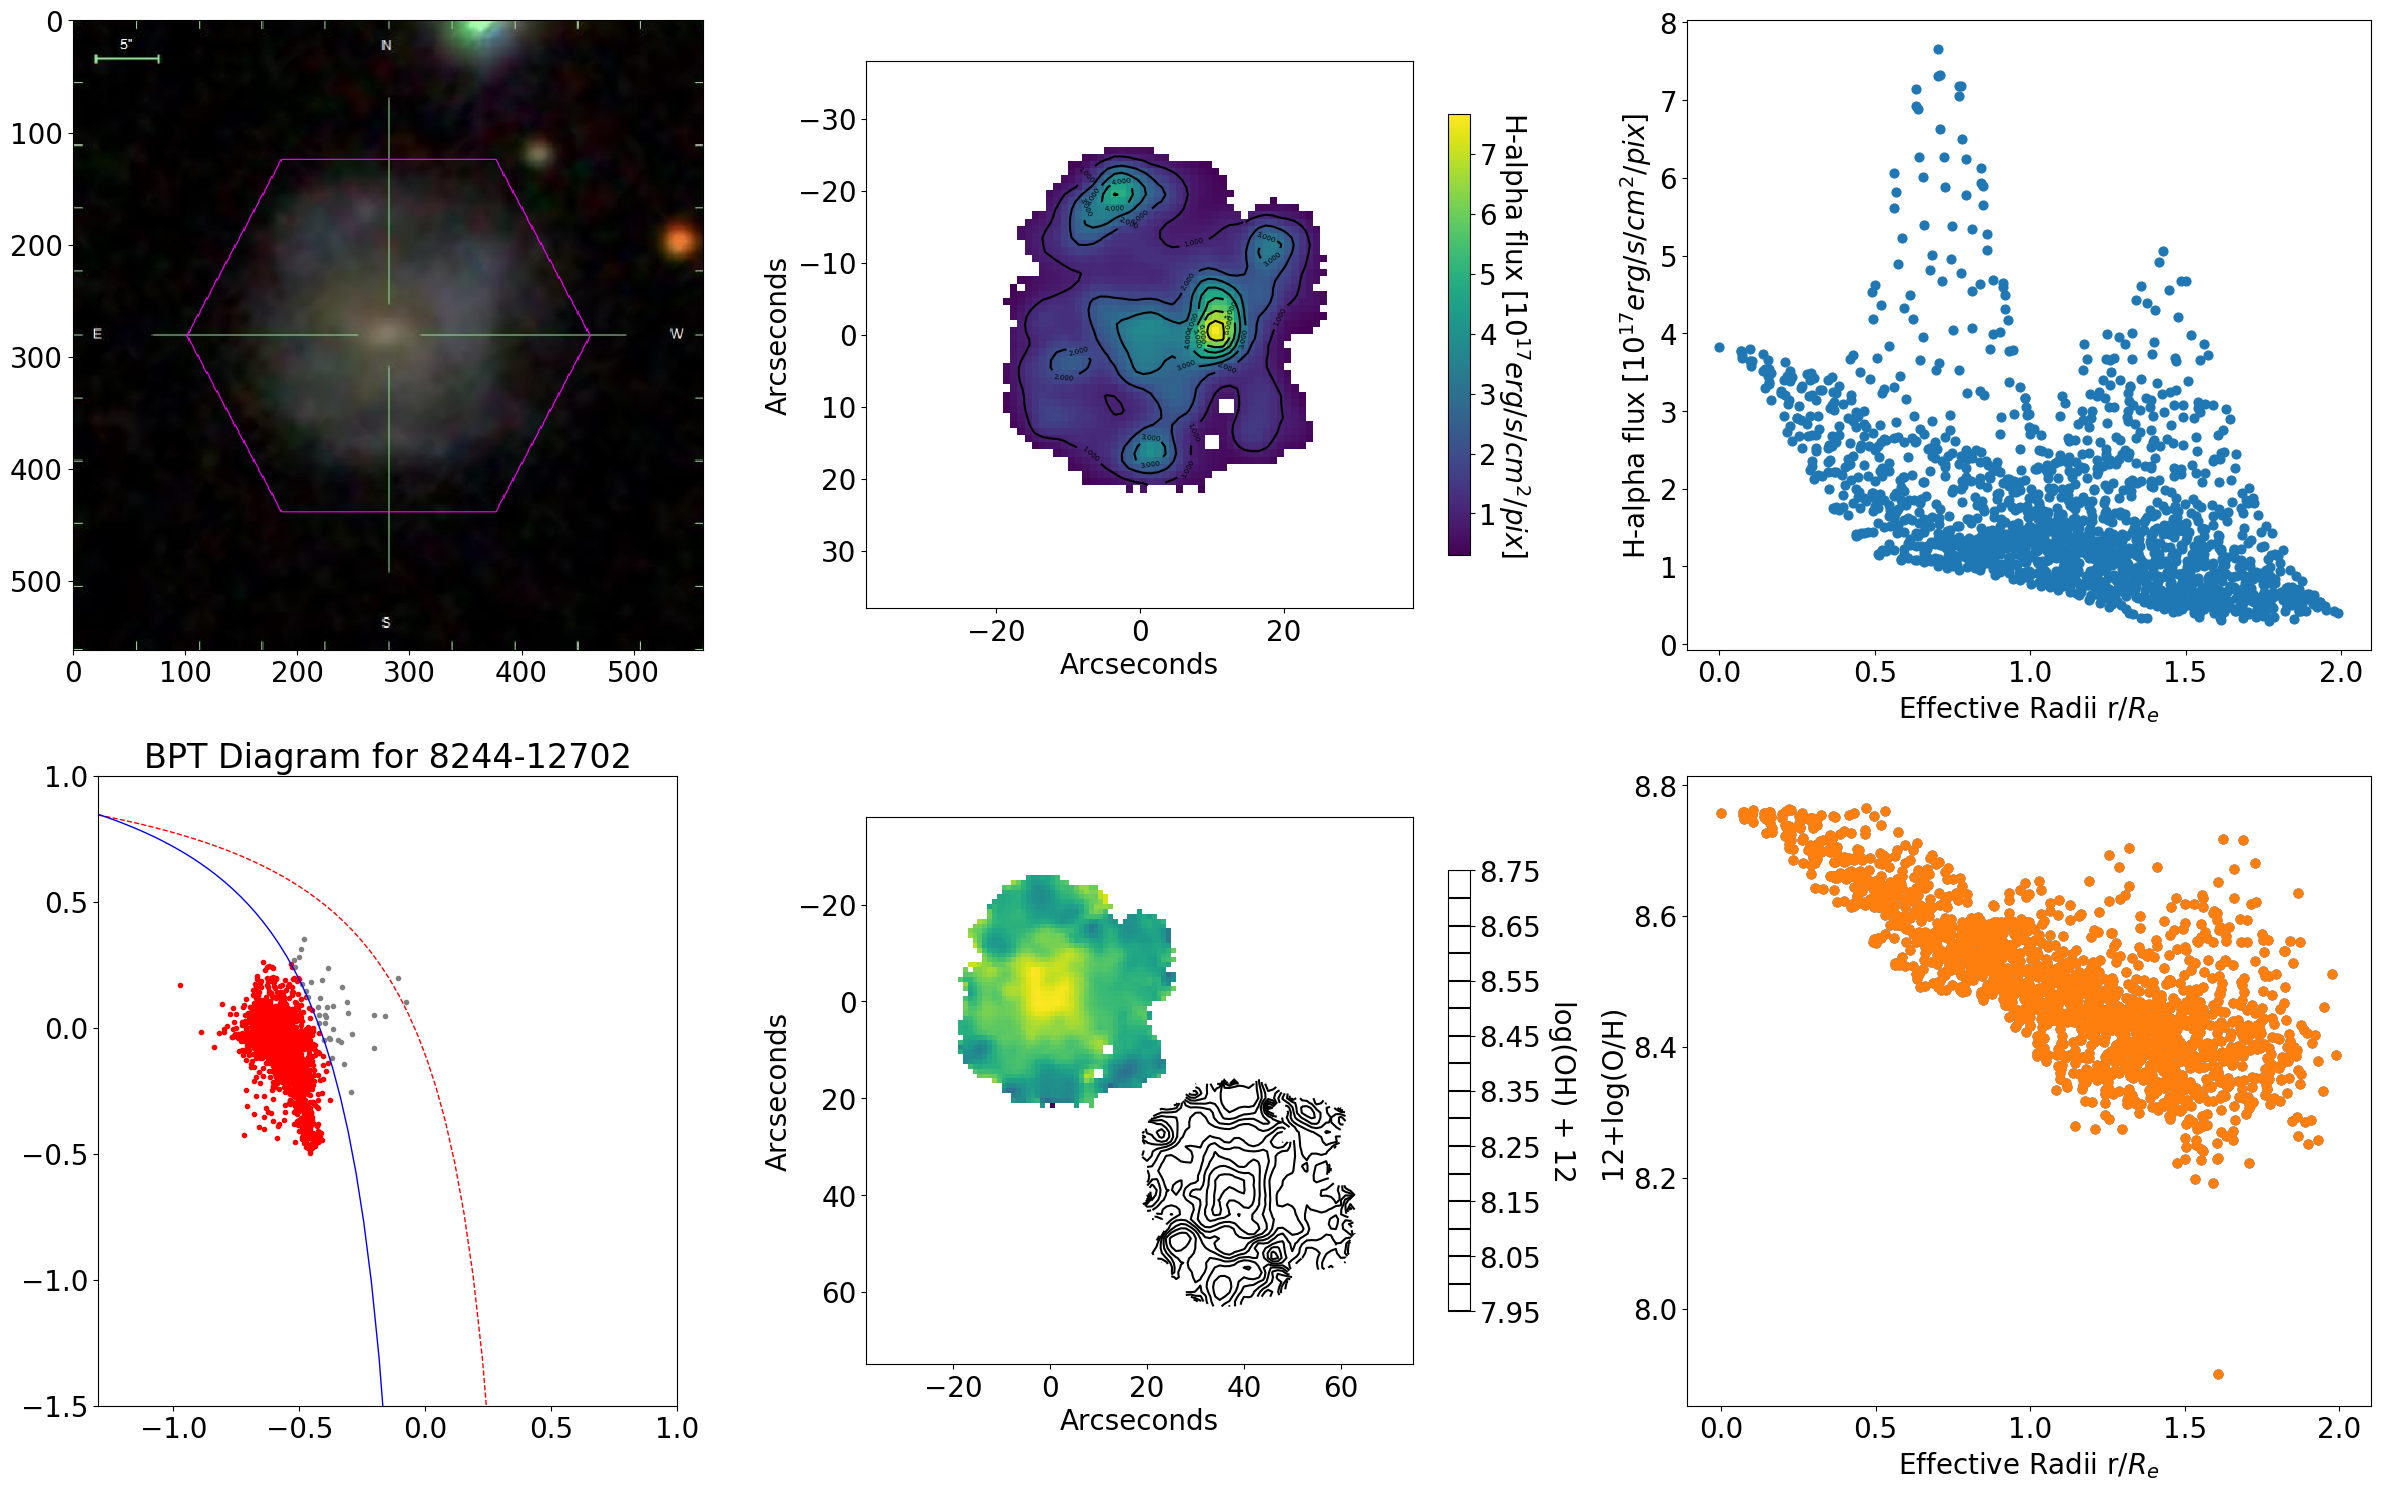 0
100
200
300
400
500
5"
N
E
W
S
0 100 200 300 400 500
−30
−20
−10
0
10
20
30
Arcseconds
−20 0 20
Arcseconds
7
6
5
4
3
2
1
H-alpha flux [10^17 erg/s/cm^2/pix]
8
7
6
5
4
3
2
1
0
H-alpha flux [10^17 erg/s/cm^2/pix]
0.0 0.5 1.0 1.5 2.0
Effective Radii r/R_e
BPT Diagram for 8244-12702
1.0
0.5
0.0
−0.5
−1.0
−1.5
−1.0 −0.5 0.0 0.5 1.0
−20
0
20
40
60
Arcseconds
−20 0 20 40 60
Arcseconds
8.75
8.65
8.55
8.45
8.35
8.25
8.15
8.05
7.95
log(OH) + 12
8.8
8.6
8.4
8.2
8.0
12+log(O/H)
0.0 0.5 1.0 1.5 2.0
Effective Radii r/R_e